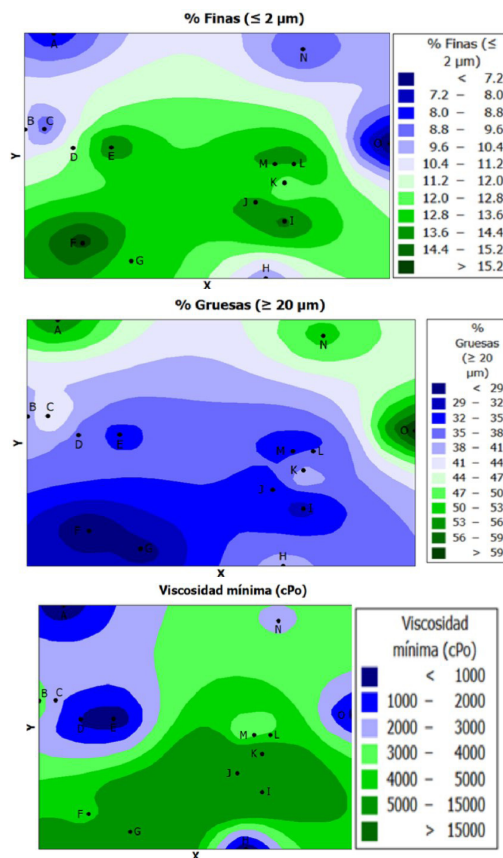 % Finas (≤ 2 µm)
A
N
B C
D E
O
M L
K
J
I
F
G
H
Y
X
% Finas (≤
2 µm)
< 7.2
7.2 – 8.0
8.0 – 8.8
8.8 – 9.6
9.6 – 10.4
10.4 – 11.2
11.2 – 12.0
12.0 – 12.8
12.8 – 13.6
13.6 – 14.4
14.4 – 15.2
> 15.2
% Gruesas (≥ 20 µm)
A
N
B C
D E
O
M L
K
J
I
F
G
H
Y
X
%
Gruesas
(≥ 20
µm)
< 29
29 – 32
32 – 35
35 – 38
38 – 41
41 – 44
44 – 47
47 – 50
50 – 53
53 – 56
56 – 59
> 59
Viscosidad mínima (cPo)
A
N
B C
D E
O
M L
K
J
I
F
G
Y
X
Viscosidad
mínima (cPo)
< 1000
1000 – 2000
2000 – 3000
3000 – 4000
4000 – 5000
5000 – 15000
> 15000